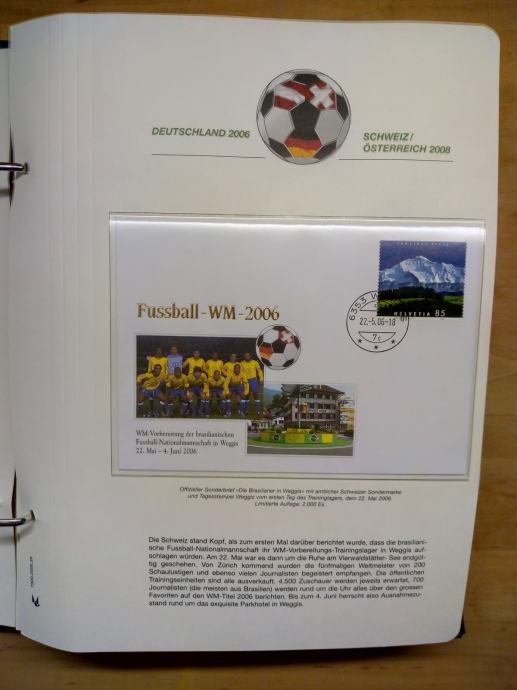 DEUTSCHLAND 2006
SCHWEIZ/
ÖSTERREICH 2008
HELVETIA 85
6353 W
22.-5.06-18
7c
Fussball-WM-2006
WM-Vorbereitung der brasilianischen
Fussball-Nationalmannschaft in Weggis
22. Mai – 4. Juni 2006
Offizieller Sonderbrief «Die Brasilianer in Weggis» mit amtlicher Schweizer Sondermarke
und Tagesstempel Weggis vom ersten Tag des Trainingslagers, dem 22. Mai 2006.
Limitierte Auflage: 2.000 Ex.
Die Schweiz stand Kopf, als zum ersten Mal darüber berichtet wurde, dass die brasiliani-
sche Fussball-Nationalmannschaft ihr WM-Vorbereitungs-Trainingslager in Weggis auf-
schlagen würden. Am 22. Mai war es dann um die Ruhe am Vierwaldstätter- See endgül-
tig geschehen. Von Zürich kommend wurden die fünfmaligen Weltmeister von 200
Schaulustigen und ebenso vielen Journalisten begeistert empfangen. Die öffentlichen
Trainingseinheiten sind alle ausverkauft. 4.500 Zuschauer werden jeweils erwartet, 700
Journalisten (die meisten aus Brasilien) werden rund um die Uhr alles über den grossen
Favoriten auf den WM-Titel 2006 berichten. Bis zum 4. Juni herrscht also Ausnahmezu-
stand rund um das exquisite Parkhotel in Weggis.